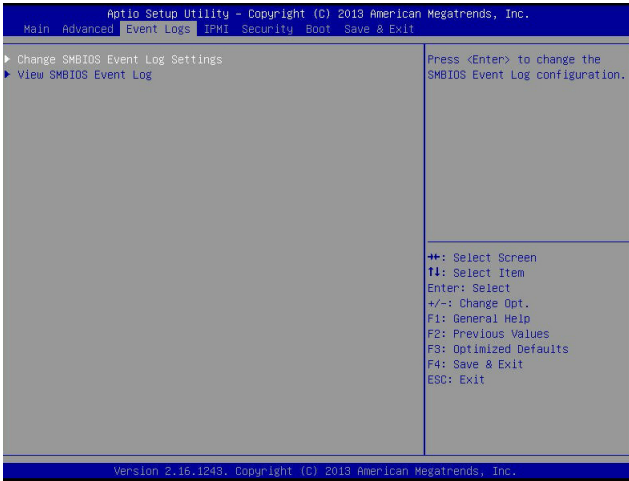 Aptio Setup Utility – Copyright (C) 2013 American Megatrends, Inc.
Main Advanced Event Logs IPMI Security Boot Save & Exit
Change SMBIOS Event Log Settings
View SMBIOS Event Log
Press <Enter> to change the
SMBIOS Event Log configuration.
→←: Select Screen
↑↓: Select Item
Enter: Select
+/-: Change Opt.
F1: General Help
F2: Previous Values
F3: Optimized Defaults
F4: Save & Exit
ESC: Exit
Version 2.16.1243. Copyright (C) 2013 American Megatrends, Inc.